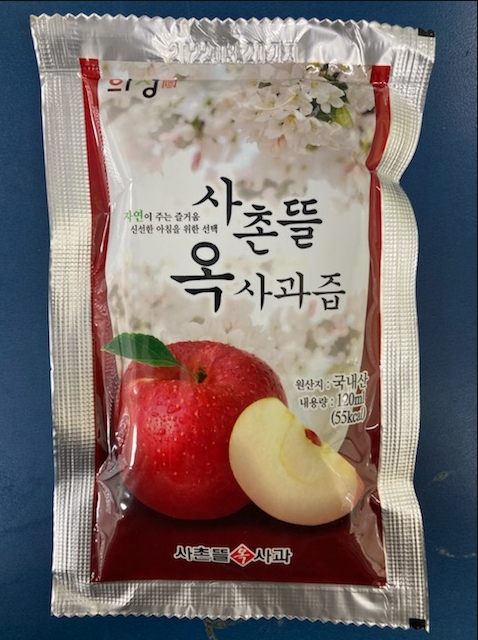 의성
자연이 주는 즐거움
신선한 아침을 위한 선택
사촌뜰
옥사과즙
원산지 : 국내산
내용량 : 120ml
(55kcal)
사촌뜰옥사과